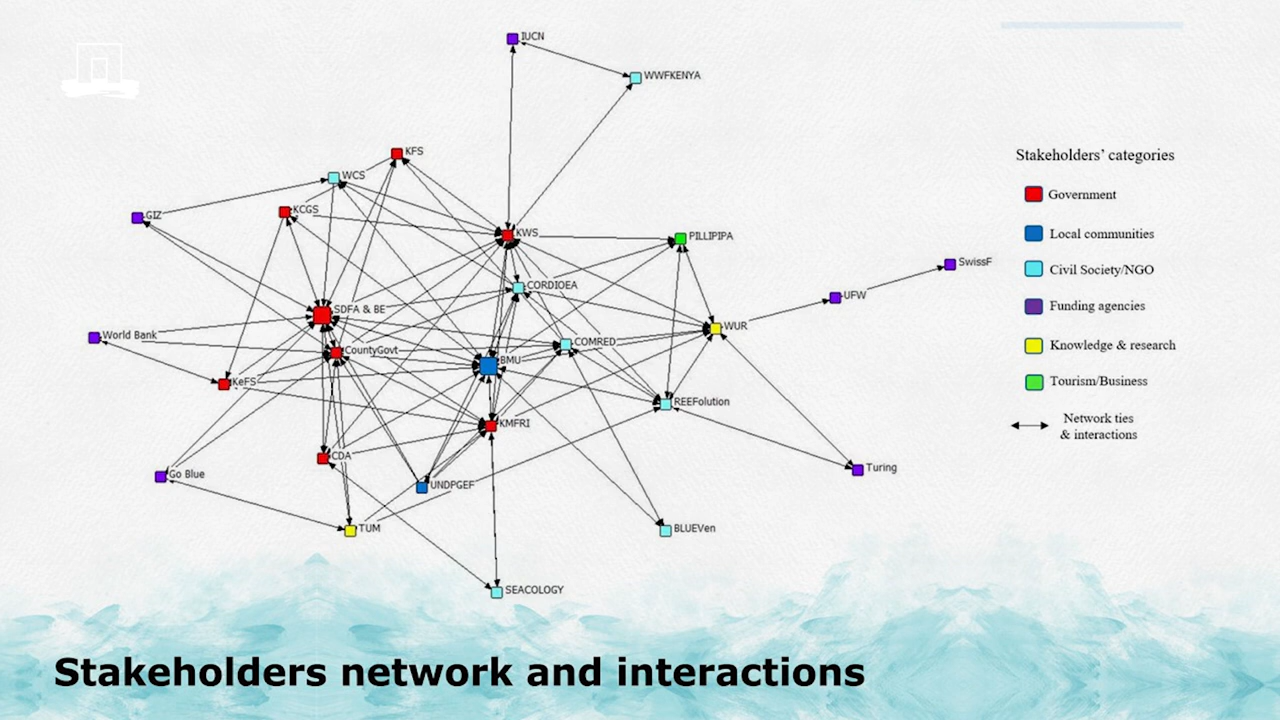 IUCN
WWFKENYA
KFS
Stakeholders’ categories
WCS
Government
KCGS
GIZ
KWS
PILLIPIPA
Local communities
SwissF
Civil Society/NGO
CORDIOEA
UFW
Funding agencies
SDFA & BE
WUR
World Bank
COMRED
Knowledge & research
CountyGovt
BMU
KeFS
Tourism/Business
REEFolution
Network ties
& interactions
KMFRI
CDA
Turing
Go Blue
UNDPGEF
TUM
BLUEVen
SEACOLOGY
Stakeholders network and interactions